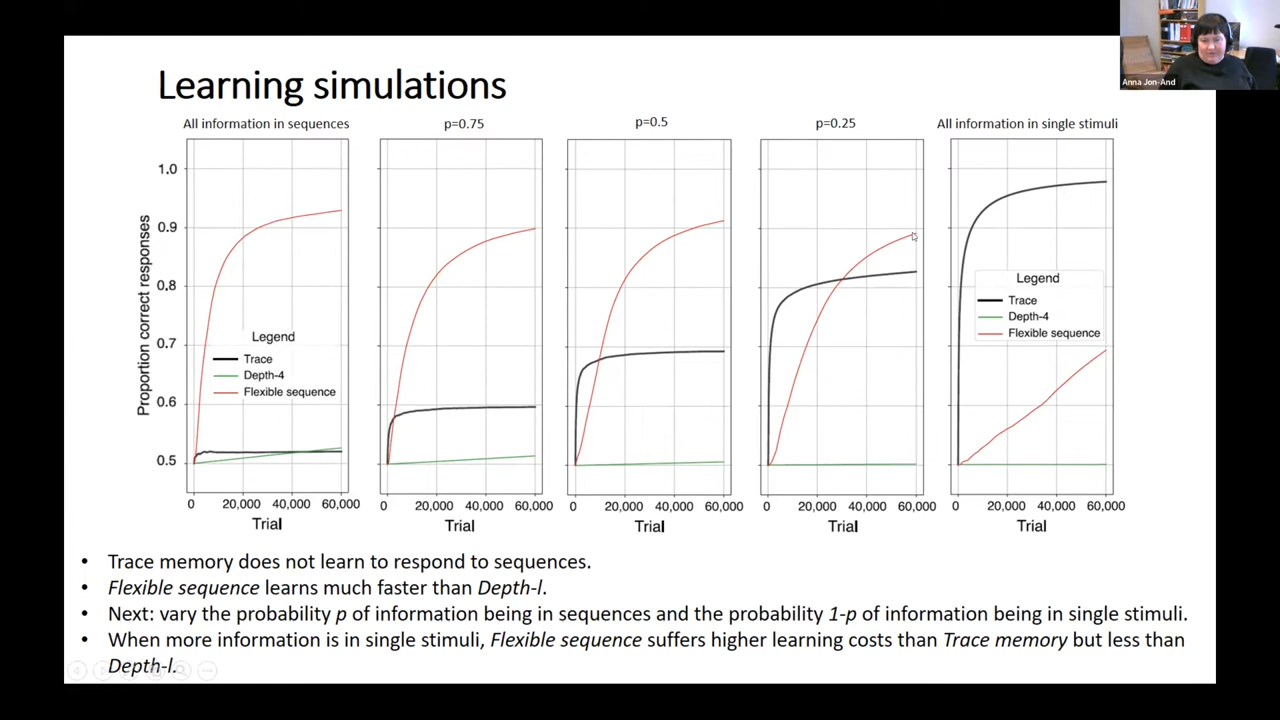 Anna Jon-And
Learning simulations
All information in sequences
p=0.75
p=0.5
p=0.25
All information in single stimuli
Proportion correct responses
1.0
0.9
0.8
0.7
0.6
0.5
Legend
Trace
Depth-4
Flexible sequence
Legend
Trace
Depth-4
Flexible sequence
0 20,000 40,000 60,000
0 20,000 40,000 60,000
0 20,000 40,000 60,000
0 20,000 40,000 60,000
0 20,000 40,000 60,000
Trial
Trial
Trial
Trial
Trial
• Trace memory does not learn to respond to sequences.
• Flexible sequence learns much faster than Depth-l.
• Next: vary the probability p of information being in sequences and the probability 1-p of information being in single stimuli.
• When more information is in single stimuli, Flexible sequence suffers higher learning costs than Trace memory but less than
Depth-l.